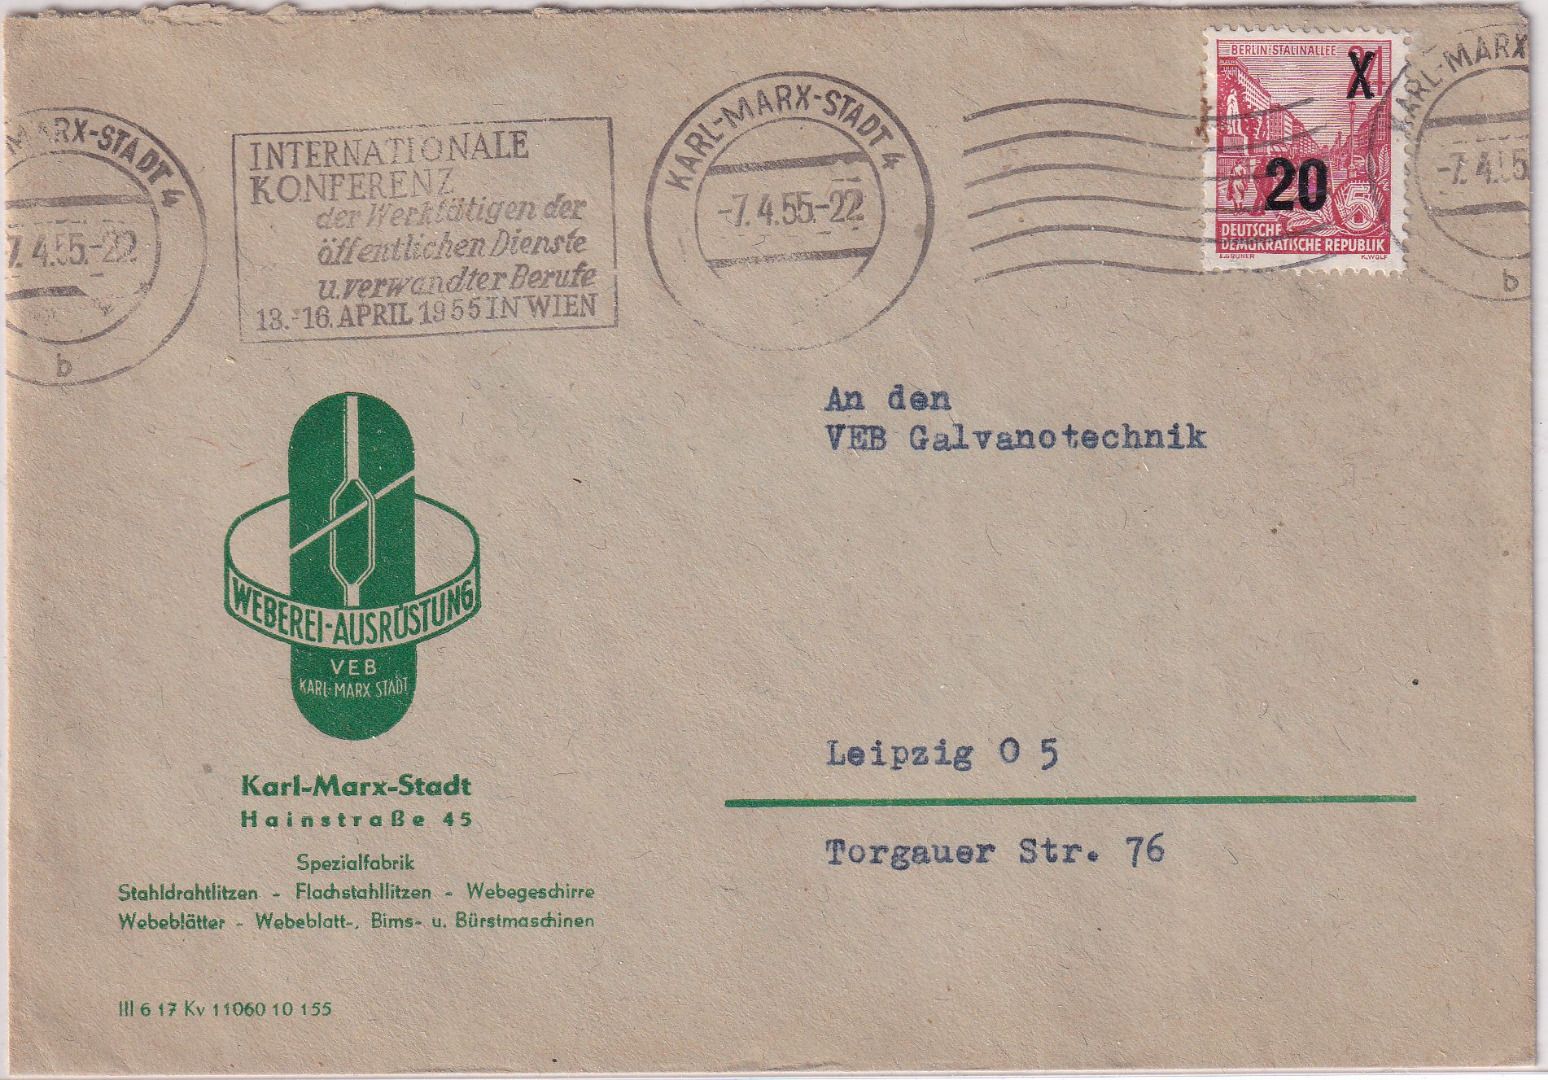 MARX-STADT 4
7.4.55.-22
b
INTERNATIONALE
KONFERENZ
der Werktätigen der
öffentlichen Dienste
u. verwandter Berufe
13.-16. APRIL 1955 IN WIEN
KARL-MARX-STADT 4
-7.4.55.-22
BERLIN-STALINALLEE
24
X
20
5
DEUTSCHE
DEMOKRATISCHE REPUBLIK
E.GRUNER K.WOLF
KARL-MARX
-7.4.55
b
An den
VEB Galvanotechnik
WEBEREI-AUSRÜSTUNG
VEB
KARL-MARX STADT
Leipzig O 5
Torgauer Str. 76
Karl-Marx-Stadt
Hainstraße 45
Spezialfabrik
Stahldrahtlitzen - Flachstahllitzen - Webegeschirre
Webeblätter - Webeblatt-, Bims- u. Bürstmaschinen
III 6 17 Kv 11060 10 155